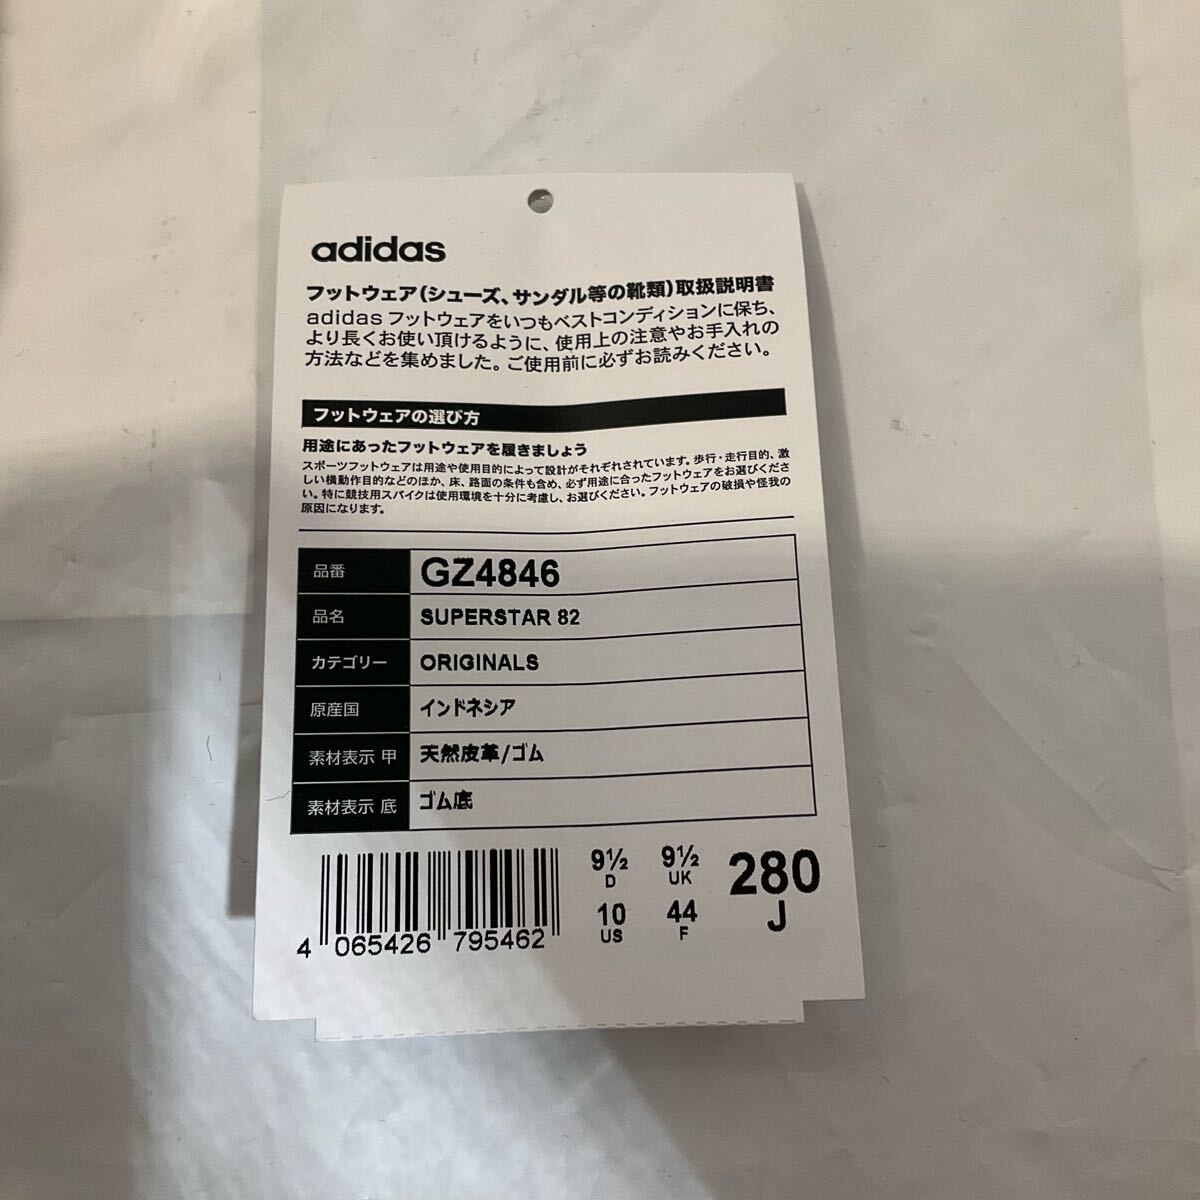 adidas
フットウェア(シューズ、サンダル等の靴類)取扱説明書
adidas フットウェアをいつもベストコンディションに保ち、
より長くお使い頂けるように、使用上の注意やお手入れの
方法などを集めました。ご使用前に必ずお読みください。
フットウェアの選び方
用途にあったフットウェアを履きましょう
スポーツフットウェアは用途や使用目的によって設計がそれぞれされています。歩行・走行目的、激
しい横動作目的などのほか、床、路面の条件も含め、必ず用途に合ったフットウェアをお選びくださ
い。特に競技用スパイクは使用環境を十分に考慮し、お選びください。フットウェアの破損や怪我の
原因になります。
品番 GZ4846
品名 SUPERSTAR 82
カテゴリー ORIGINALS
原産国 インドネシア
素材表示 甲 天然皮革/ゴム
素材表示 底 ゴム底
9½ 9½ 280
D UK J
10 44
US F
4 065426 795462